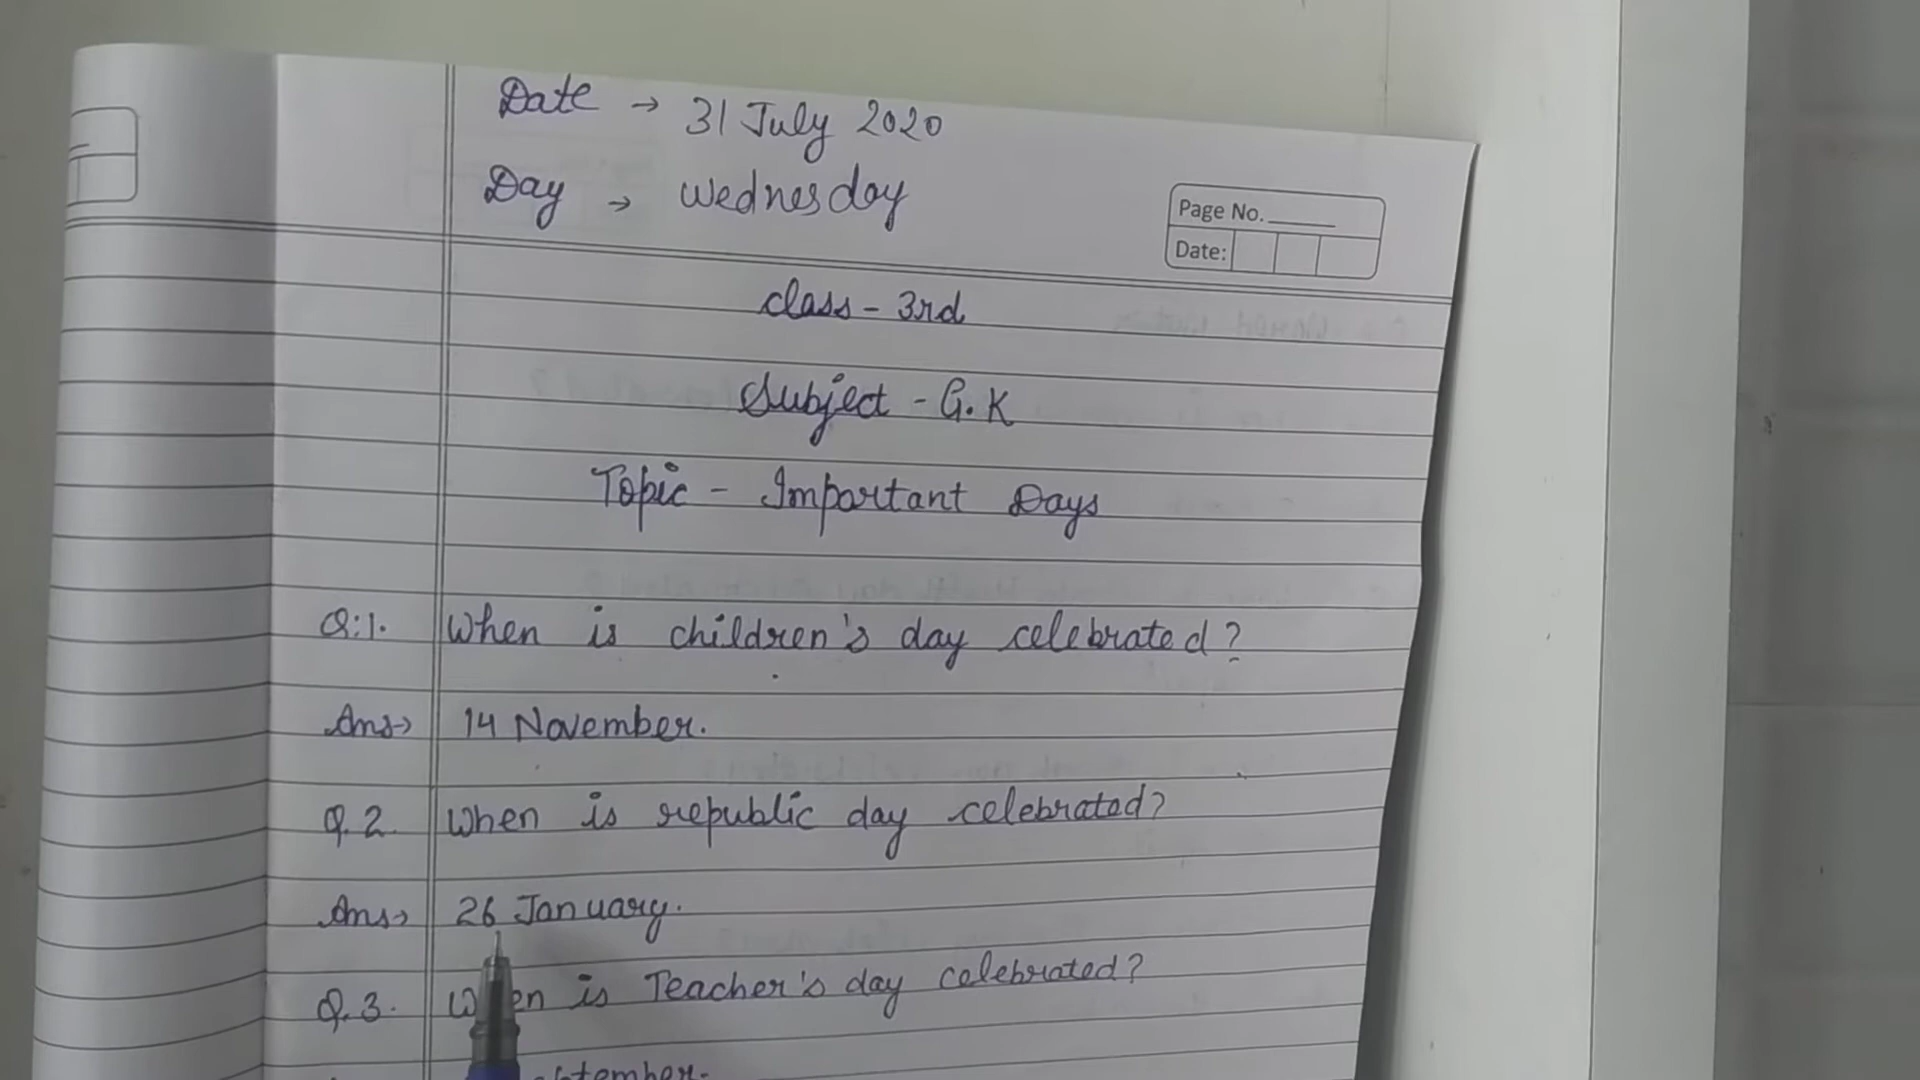 Date → 31 July 2020
Day → Wednesday
Page No.
Date:
class - 3rd
Subject - G.K
Topic - Important Days
Q:1. When is children's day celebrated?
Ans→ 14 November.
Q.2. When is republic day celebrated?
Ans→ 26 January.
Q.3. When is Teacher's day celebrated?